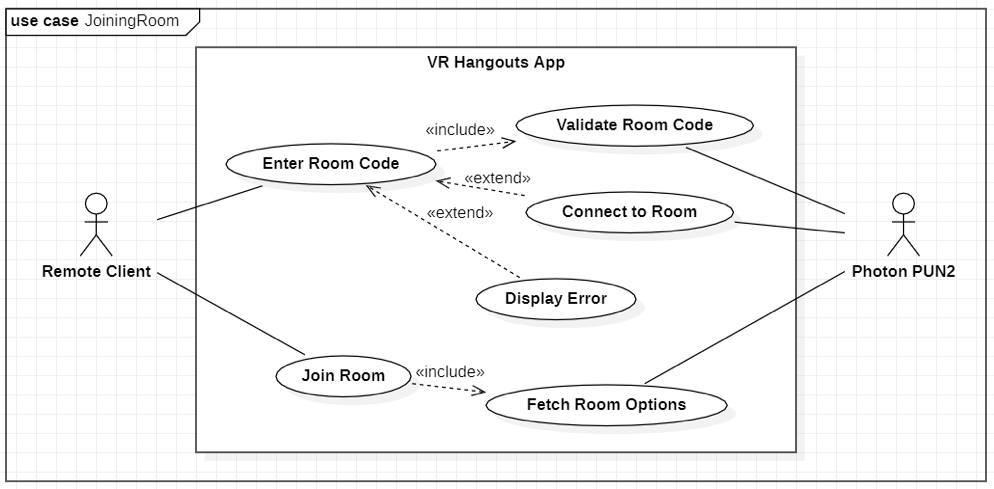 use case JoiningRoom
VR Hangouts App
«include»
Validate Room Code
Enter Room Code
«extend»
Connect to Room
«extend»
Remote Client
Photon PUN2
Display Error
Join Room
«include»
Fetch Room Options